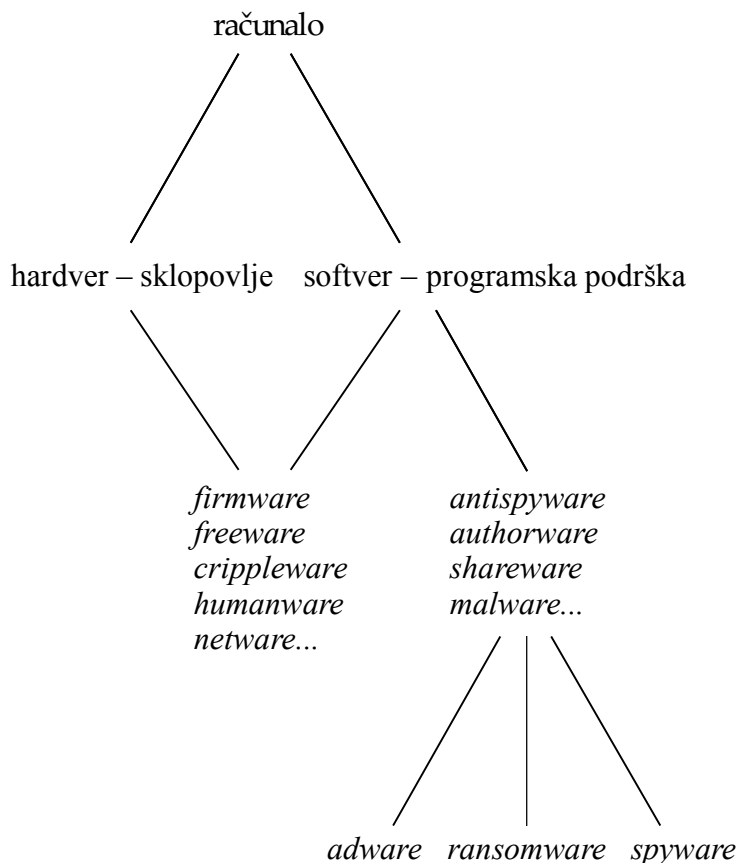 računalo
hardver – sklopovlje softver – programska podrška
firmware
freeware
crippleware
humanware
netware...
antispyware
authorware
shareware
malware...
adware ransomware spyware